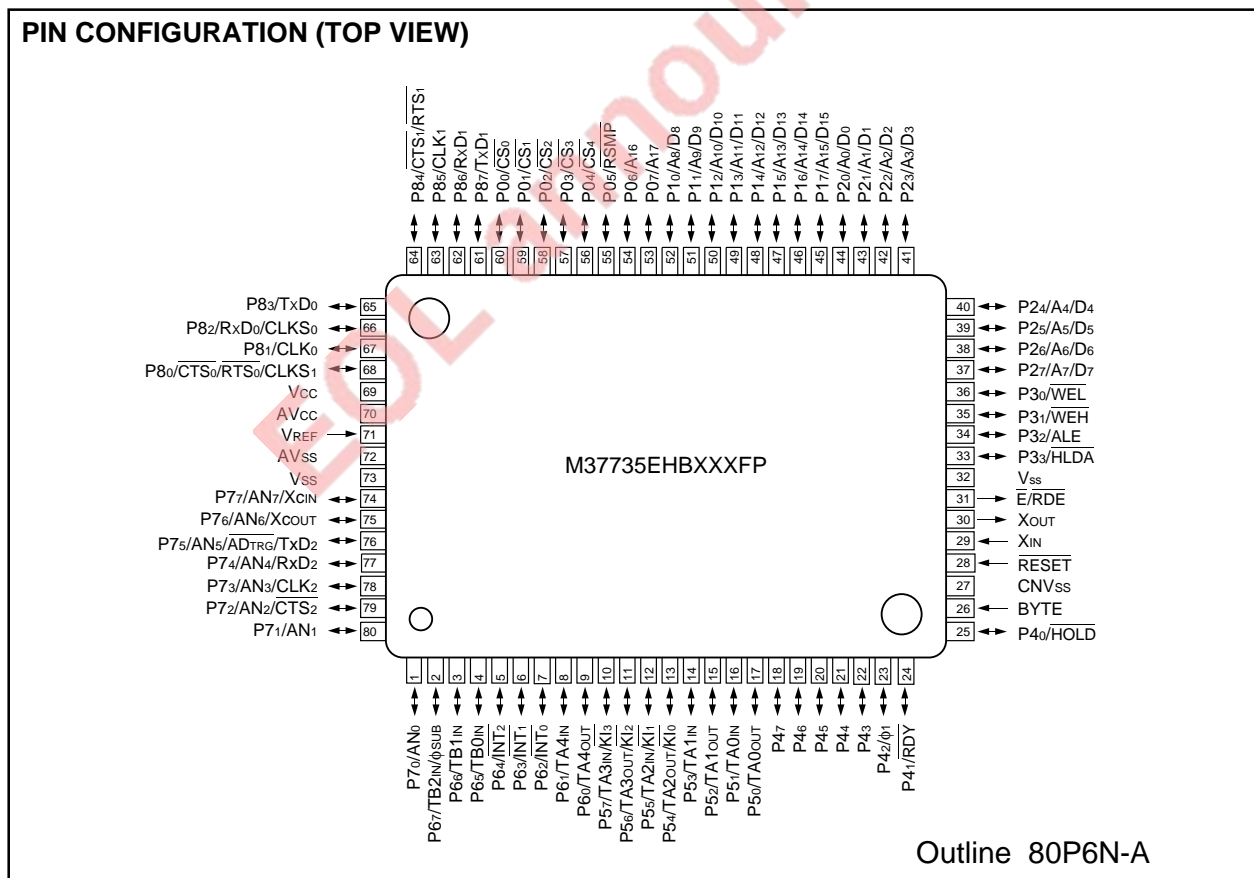 PIN CONFIGURATION (TOP VIEW)
EOL announ
P84/CTS1/RTS1
P85/CLK1
P86/RxD1
P87/TxD1
P00/CS0
P01/CS1
P02/CS2
P03/CS3
P04/CS4
P05/RSMP
P06/A16
P07/A17
P10/A8/D8
P11/A9/D9
P12/A10/D10
P13/A11/D11
P14/A12/D12
P15/A13/D13
P16/A14/D14
P17/A15/D15
P20/A0/D0
P21/A1/D1
P22/A2/D2
P23/A3/D3
64 63 62 61 60 59 58 57 56 55 54 53 52 51 50 49 48 47 46 45 44 43 42 41
P83/TxD0 65
P82/RxD0/CLKS0 66
P81/CLK0 67
P80/CTS0/RTS0/CLKS1 68
VCC 69
AVCC 70
VREF 71
AVSS 72
VSS 73
P77/AN7/XCIN 74
P76/AN6/XCOUT 75
P75/AN5/ADTRG/TxD2 76
P74/AN4/RxD2 77
P73/AN3/CLK2 78
P72/AN2/CTS2 79
P71/AN1 80
M37735EHBXXXFP
40 P24/A4/D4
39 P25/A5/D5
38 P26/A6/D6
37 P27/A7/D7
36 P30/WEL
35 P31/WEH
34 P32/ALE
33 P33/HLDA
32 Vss
31 E/RDE
30 XOUT
29 XIN
28 RESET
27 CNVSS
26 BYTE
25 P40/HOLD
1 2 3 4 5 6 7 8 9 10 11 12 13 14 15 16 17 18 19 20 21 22 23 24
P70/AN0
P67/TB2IN/φSUB
P66/TB1IN
P65/TB0IN
P64/INT2
P63/INT1
P62/INT0
P61/TA4IN
P60/TA4OUT
P57/TA3IN/KI3
P56/TA3OUT/KI2
P55/TA2IN/KI1
P54/TA2OUT/KI0
P53/TA1IN
P52/TA1OUT
P51/TA0IN
P50/TA0OUT
P47
P46
P45
P44
P43
P42/φ1
P41/RDY
Outline 80P6N-A